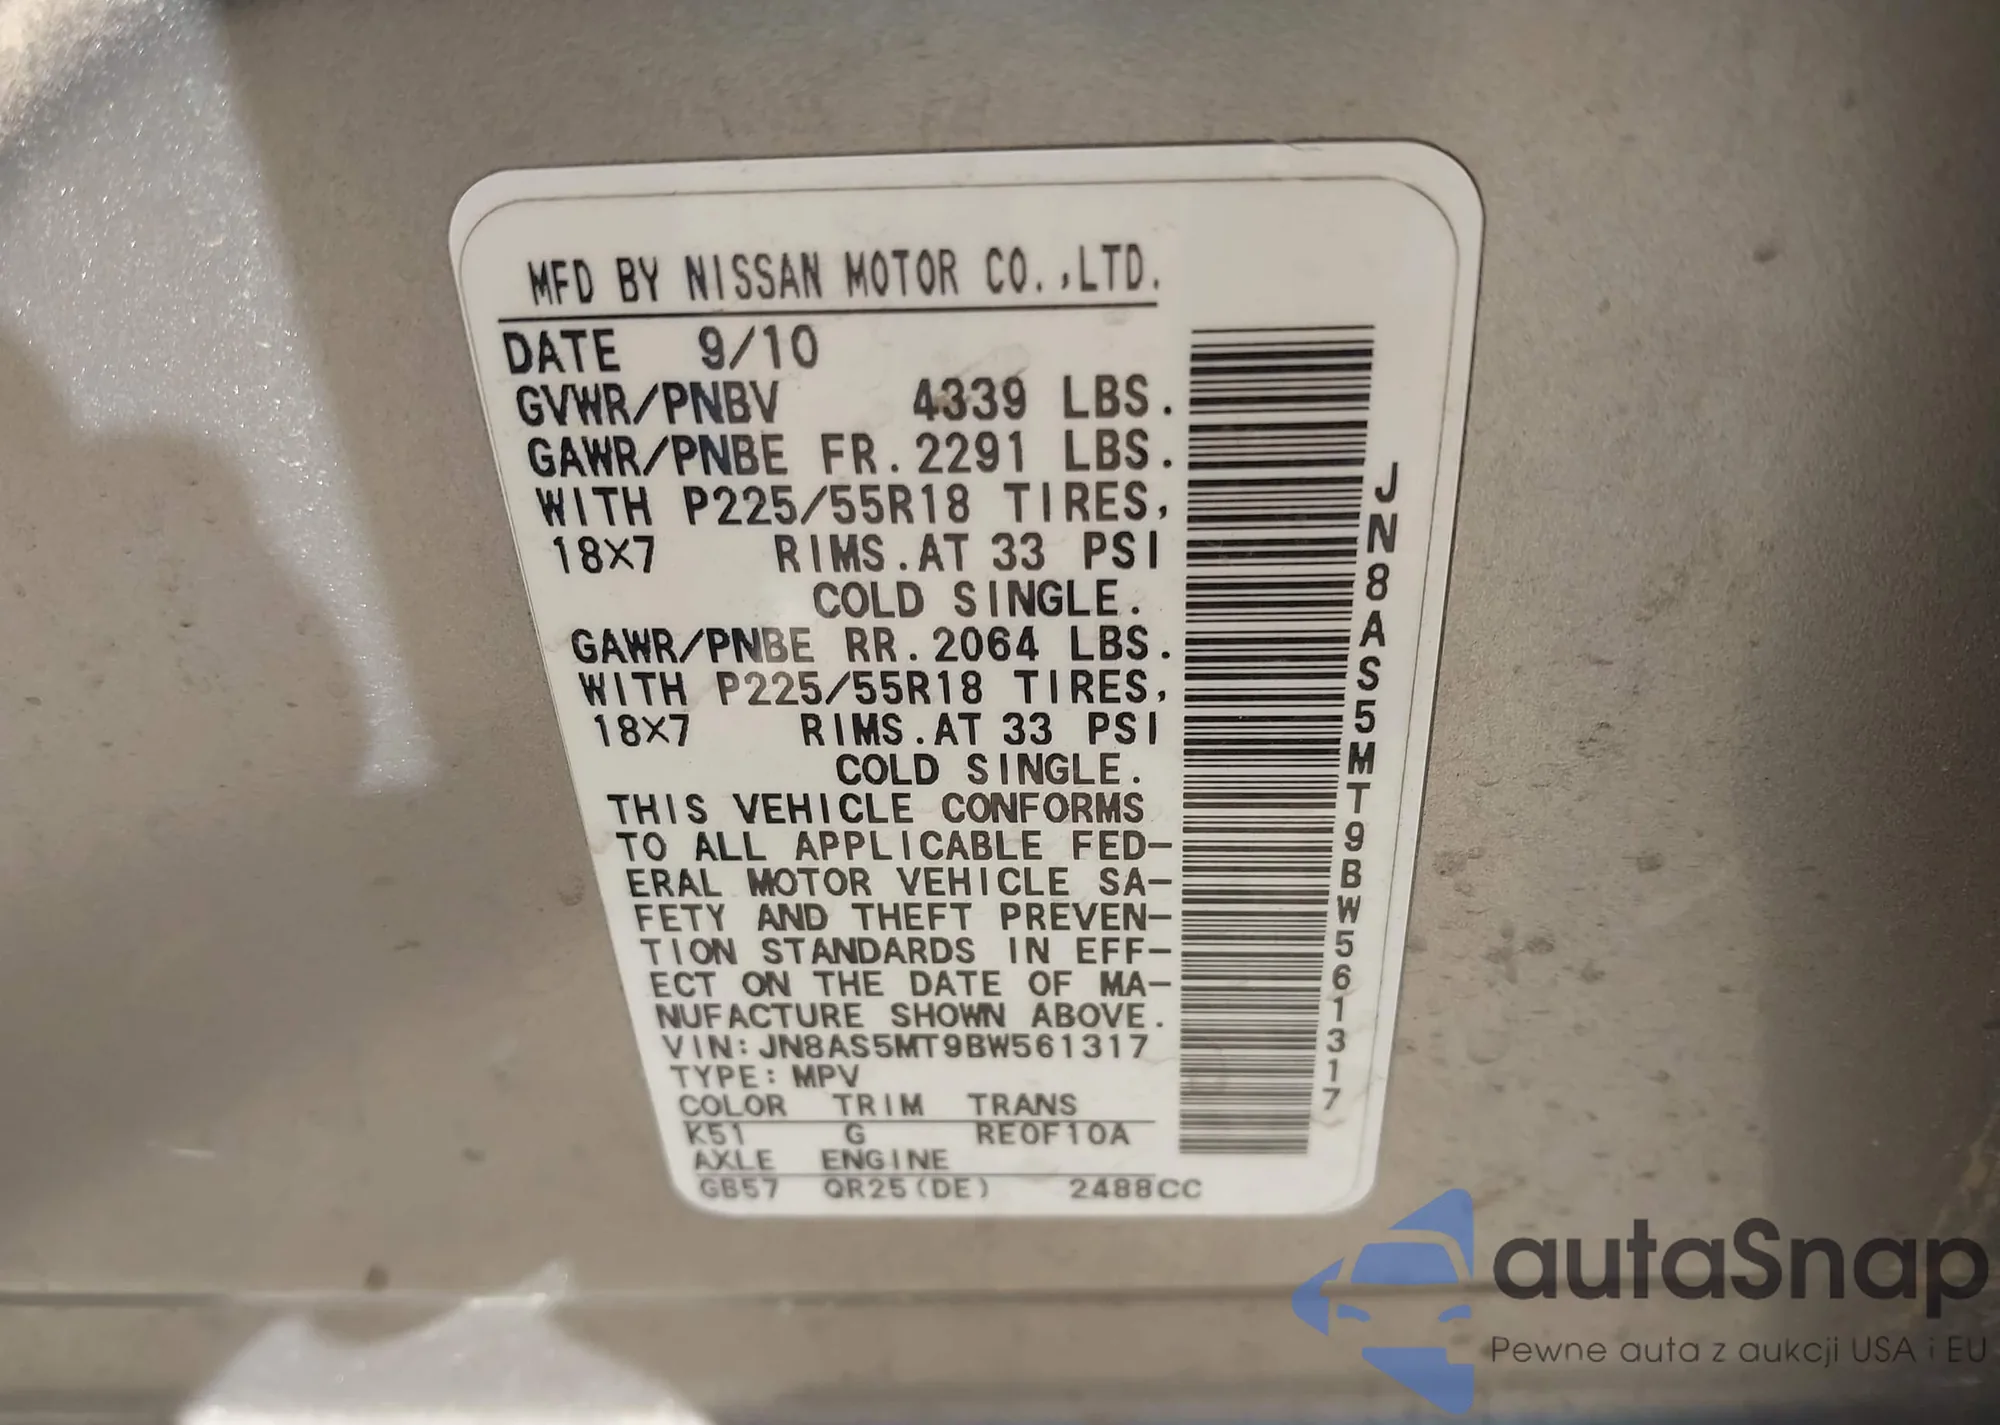 MFD BY NISSAN MOTOR CO.,LTD.
DATE 9/10
GVWR/PNBV 4339 LBS.
GAWR/PNBE FR.2291 LBS.
WITH P225/55R18 TIRES,
18X7 RIMS.AT 33 PSI
COLD SINGLE.
GAWR/PNBE RR.2064 LBS.
WITH P225/55R18 TIRES,
18X7 RIMS.AT 33 PSI
COLD SINGLE.
THIS VEHICLE CONFORMS
TO ALL APPLICABLE FED-
ERAL MOTOR VEHICLE SA-
FETY AND THEFT PREVEN-
TION STANDARDS IN EFF-
ECT ON THE DATE OF MA-
NUFACTURE SHOWN ABOVE.
VIN:JN8AS5MT9BW561317
TYPE:MPV
COLOR TRIM TRANS
K51 G RE0F10A
AXLE ENGINE
GB57 QR25(DE) 2488CC
JN8AS5MT9BW561317
autaSnap
Pewne auta z aukcji USA i EU